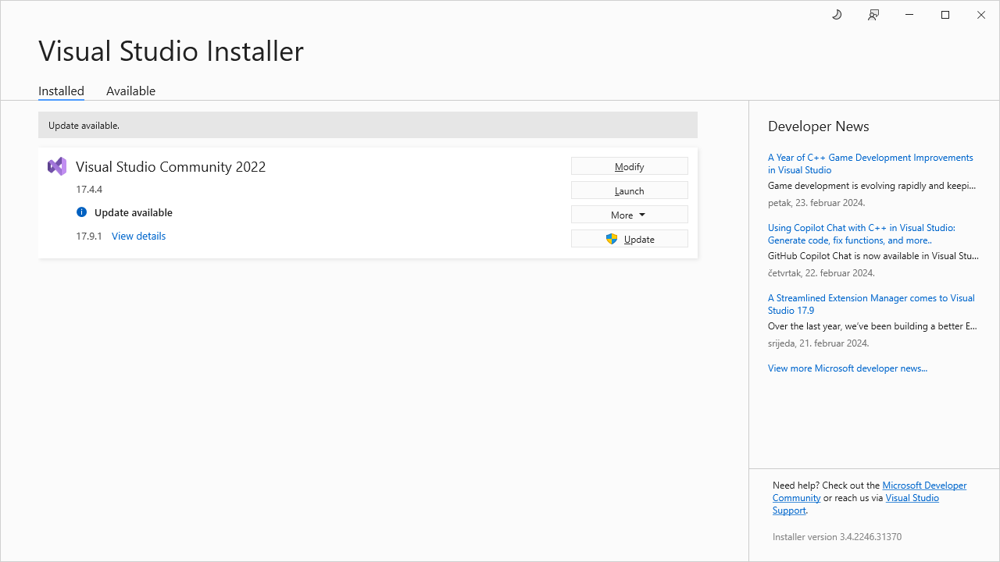 Visual Studio Installer
Installed
Available
Update available.
Visual Studio Community 2022
17.4.4
Update available
17.9.1 View details
Modify
Launch
More
Update
Developer News
A Year of C++ Game Development Improvements
in Visual Studio
Game development is evolving rapidly and keepi...
petak, 23. februar 2024.
Using Copilot Chat with C++ in Visual Studio:
Generate code, fix functions, and more..
GitHub Copilot Chat is now available in Visual Stu...
četvrtak, 22. februar 2024.
A Streamlined Extension Manager comes to Visual
Studio 17.9
Over the last year, we’ve been building a better E...
srijeda, 21. februar 2024.
View more Microsoft developer news...
Need help? Check out the Microsoft Developer
Community or reach us via Visual Studio
Support.
Installer version 3.4.2246.31370